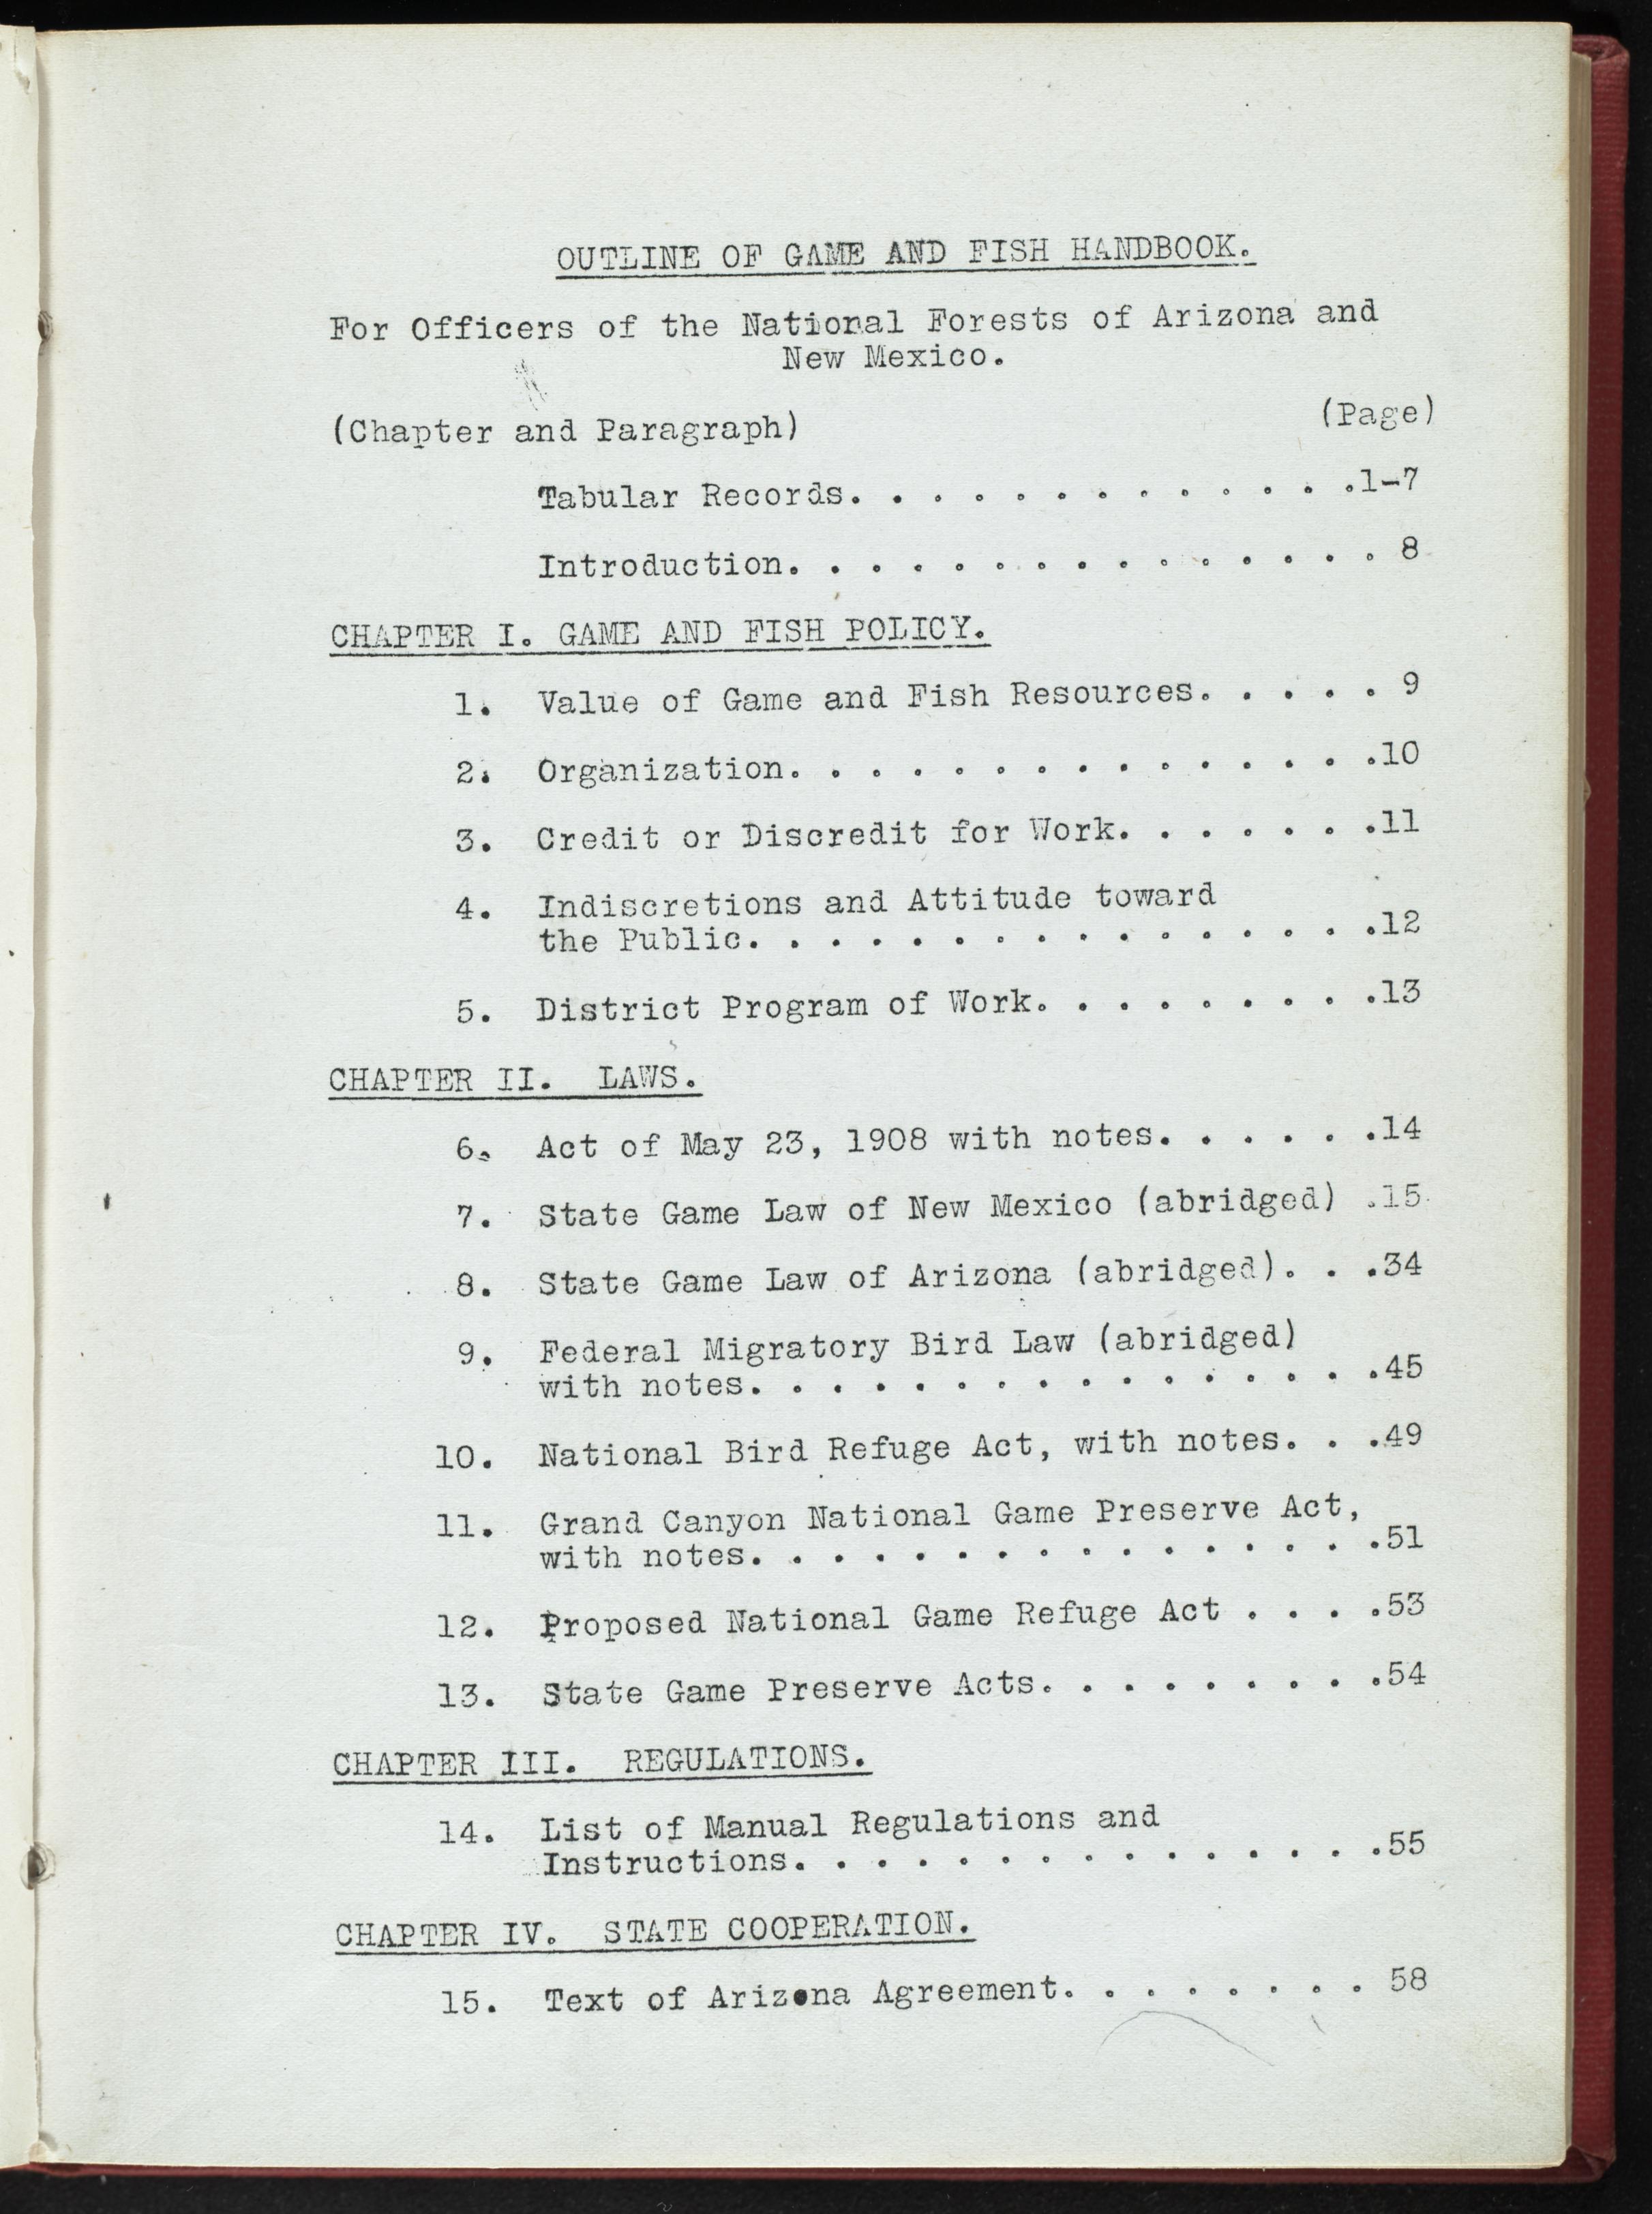 OUTLINE OF GAME AND FISH HANDBOOK.
For Officers of the National Forests of Arizona and
New Mexico.
(Chapter and Paragraph) (Page)
Tabular Records. . . . . . . . . . . . . .1-7
Introduction. . . . . . . . . . . . . . . 8
CHAPTER I. GAME AND FISH POLICY.
1. Value of Game and Fish Resources. . . . . 9
2. Organization. . . . . . . . . . . . . . .10
3. Credit or Discredit for Work. . . . . . .11
4. Indiscretions and Attitude toward
the Public. . . . . . . . . . . . . . . .12
5. District Program of Work. . . . . . . . .13
CHAPTER II. LAWS.
6. Act of May 23, 1908 with notes. . . . . .14
7. State Game Law of New Mexico (abridged) .15
8. State Game Law of Arizona (abridged). . .34
9. Federal Migratory Bird Law (abridged)
with notes. . . . . . . . . . . . . . . .45
10. National Bird Refuge Act, with notes. . .49
11. Grand Canyon National Game Preserve Act,
with notes. . . . . . . . . . . . . . . .51
12. Proposed National Game Refuge Act . . . .53
13. State Game Preserve Acts. . . . . . . . .54
CHAPTER III. REGULATIONS.
14. List of Manual Regulations and
Instructions. . . . . . . . . . . . . . .55
CHAPTER IV. STATE COOPERATION.
15. Text of Arizona Agreement. . . . . . . . 58